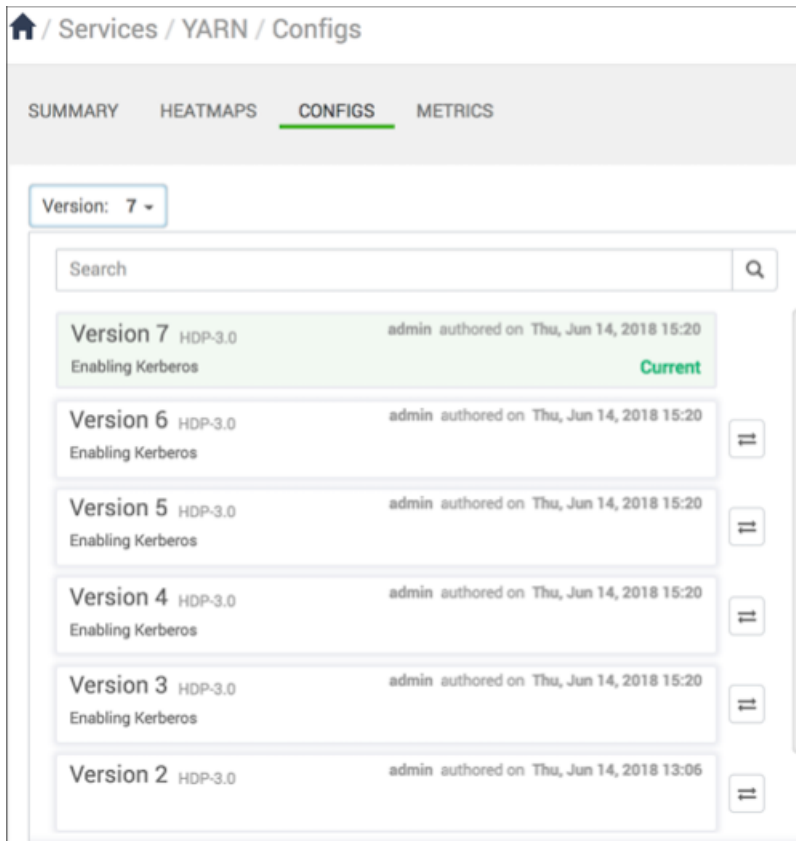 / Services / YARN / Configs
SUMMARY HEATMAPS CONFIGS METRICS
Version: 7
Search
Version 7 HDP-3.0 admin authored on Thu, Jun 14, 2018 15:20
Enabling Kerberos Current
Version 6 HDP-3.0 admin authored on Thu, Jun 14, 2018 15:20
Enabling Kerberos
Version 5 HDP-3.0 admin authored on Thu, Jun 14, 2018 15:20
Enabling Kerberos
Version 4 HDP-3.0 admin authored on Thu, Jun 14, 2018 15:20
Enabling Kerberos
Version 3 HDP-3.0 admin authored on Thu, Jun 14, 2018 15:20
Enabling Kerberos
Version 2 HDP-3.0 admin authored on Thu, Jun 14, 2018 13:06